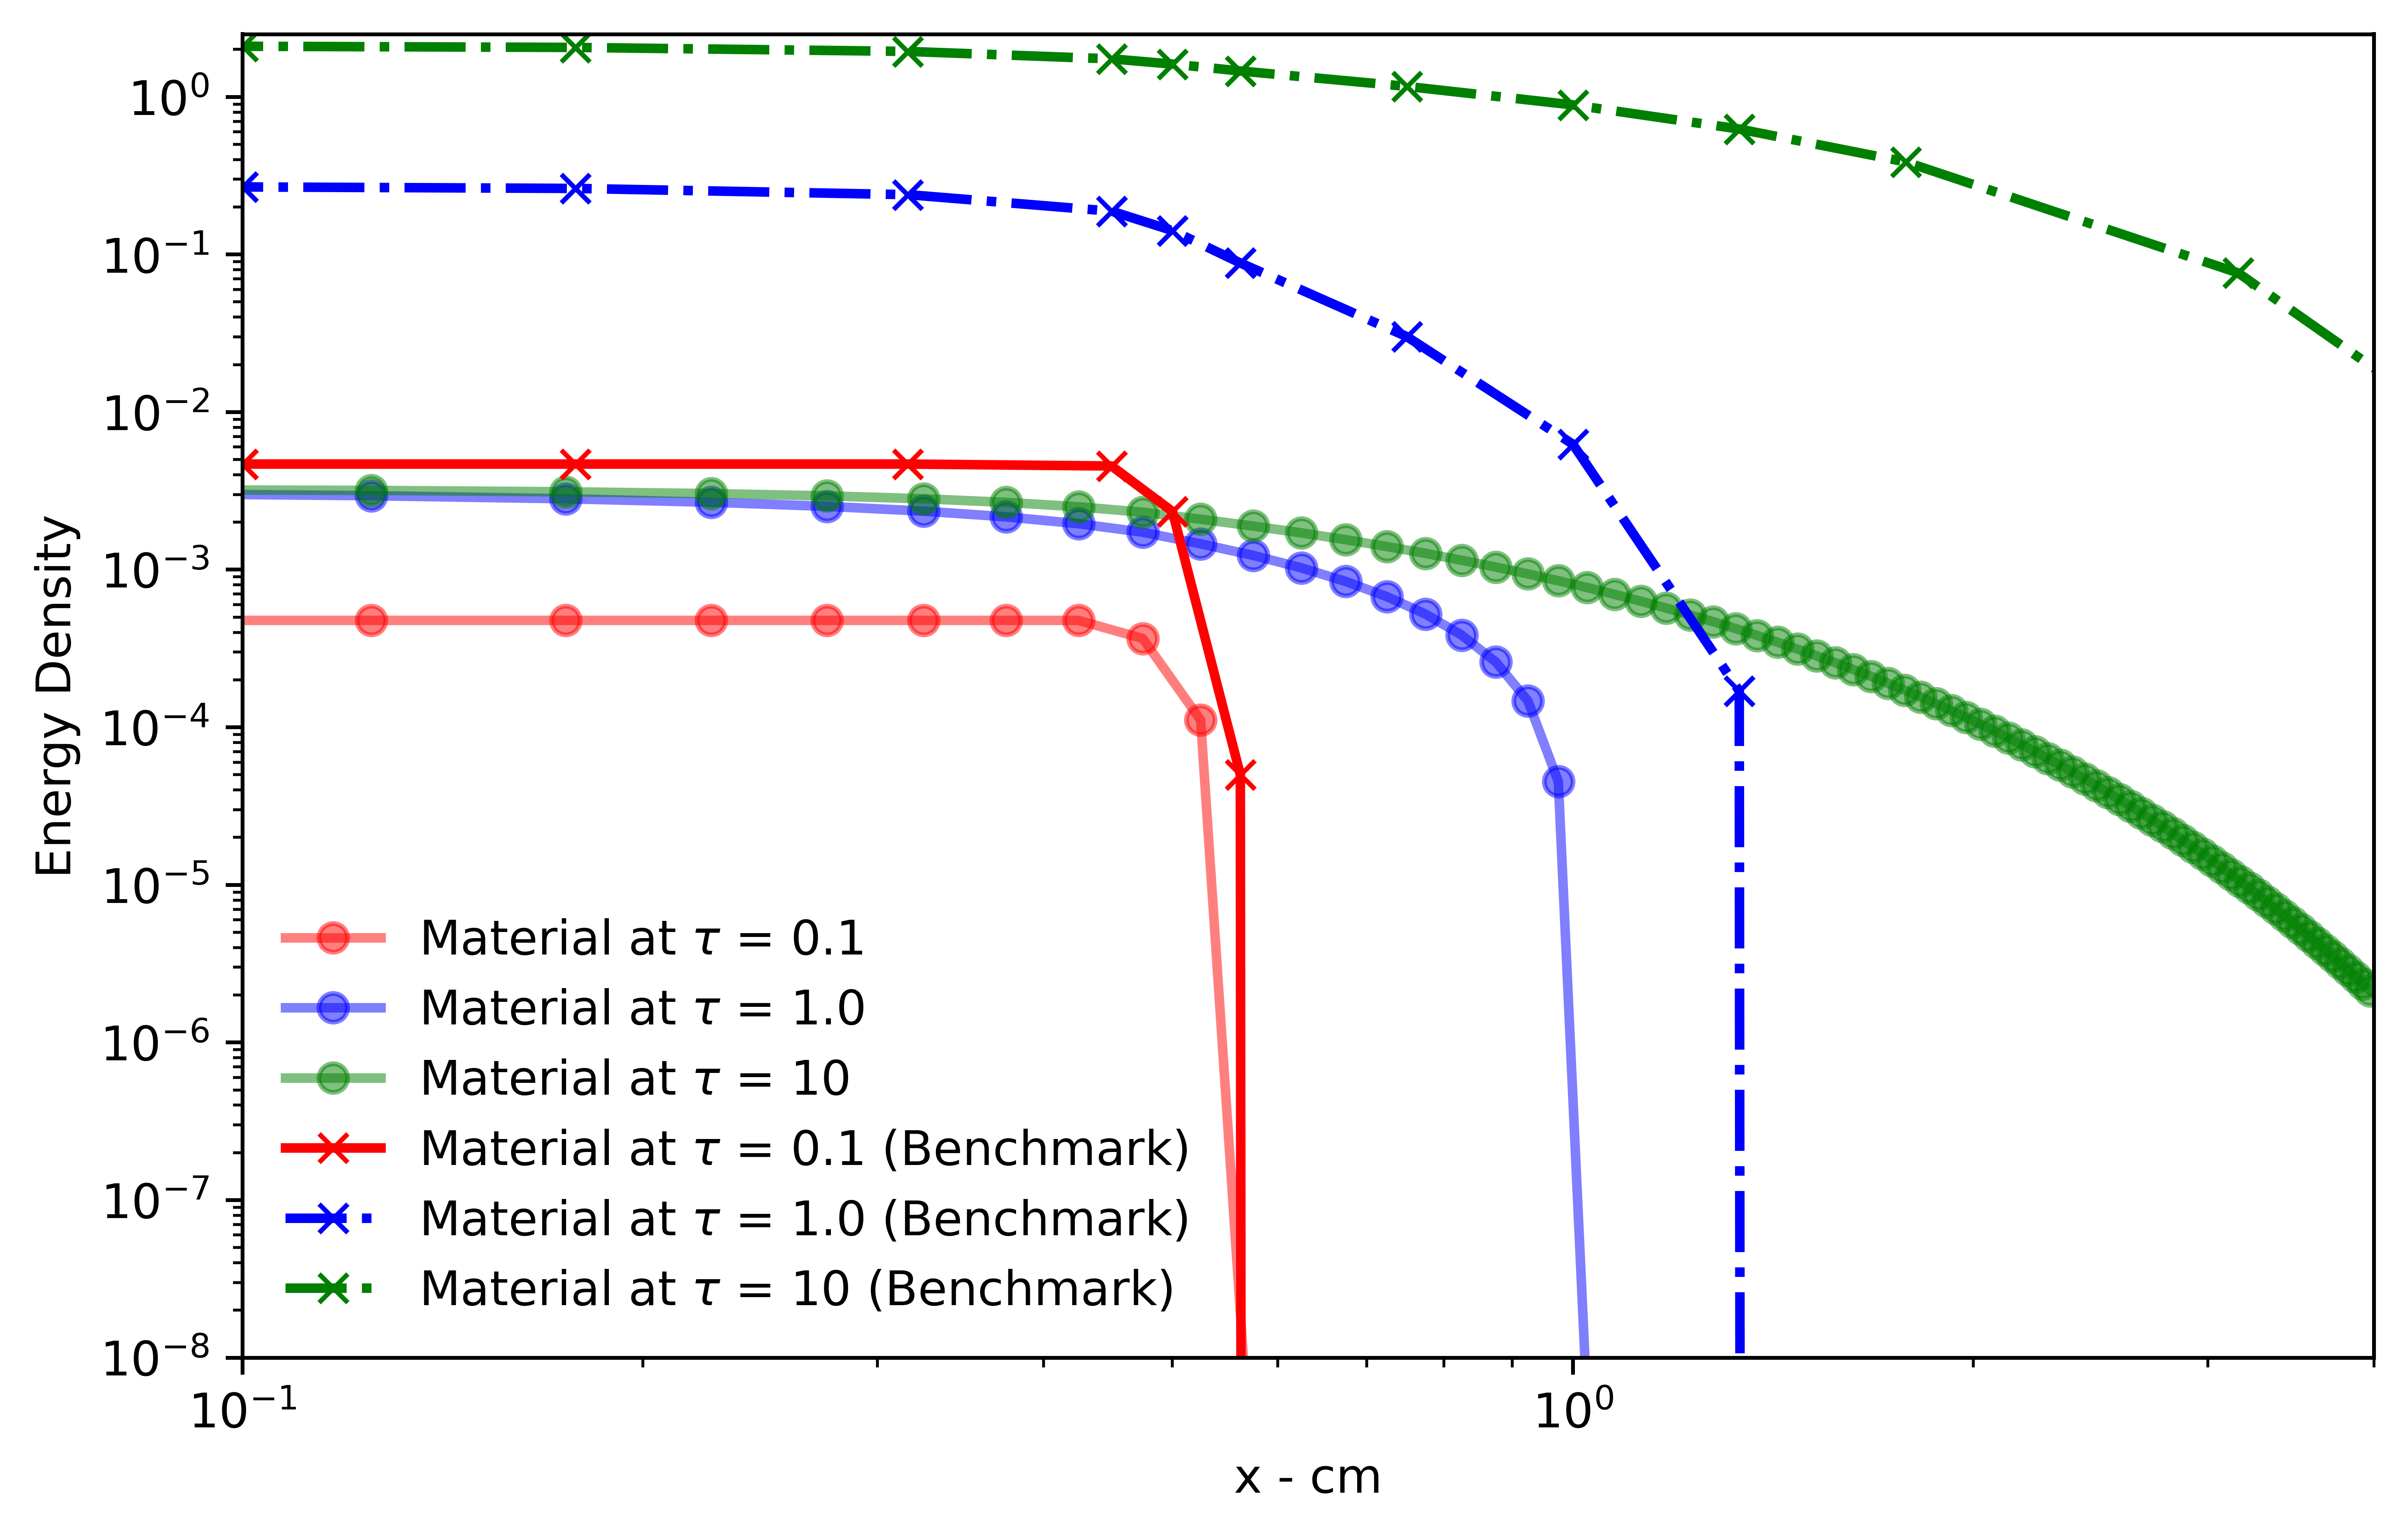 10⁰
10⁻¹
10⁻²
10⁻³
10⁻⁴
10⁻⁵
10⁻⁶
10⁻⁷
10⁻⁸
Energy Density
Material at τ = 0.1
Material at τ = 1.0
Material at τ = 10
Material at τ = 0.1 (Benchmark)
Material at τ = 1.0 (Benchmark)
Material at τ = 10 (Benchmark)
10⁻¹ 10⁰
x - cm